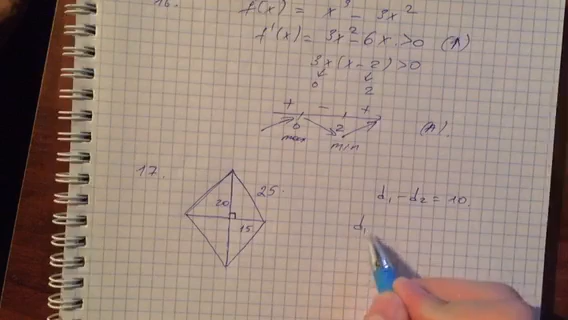 16.
f(x) = x³ - 3x²
f'(x) = 3x² - 6x > 0 (A)
3x(x-2) > 0
0 2
+ - +
0 2
max min (A).
17.
25.
20
15
d₁ - d₂ = 10.
d₁